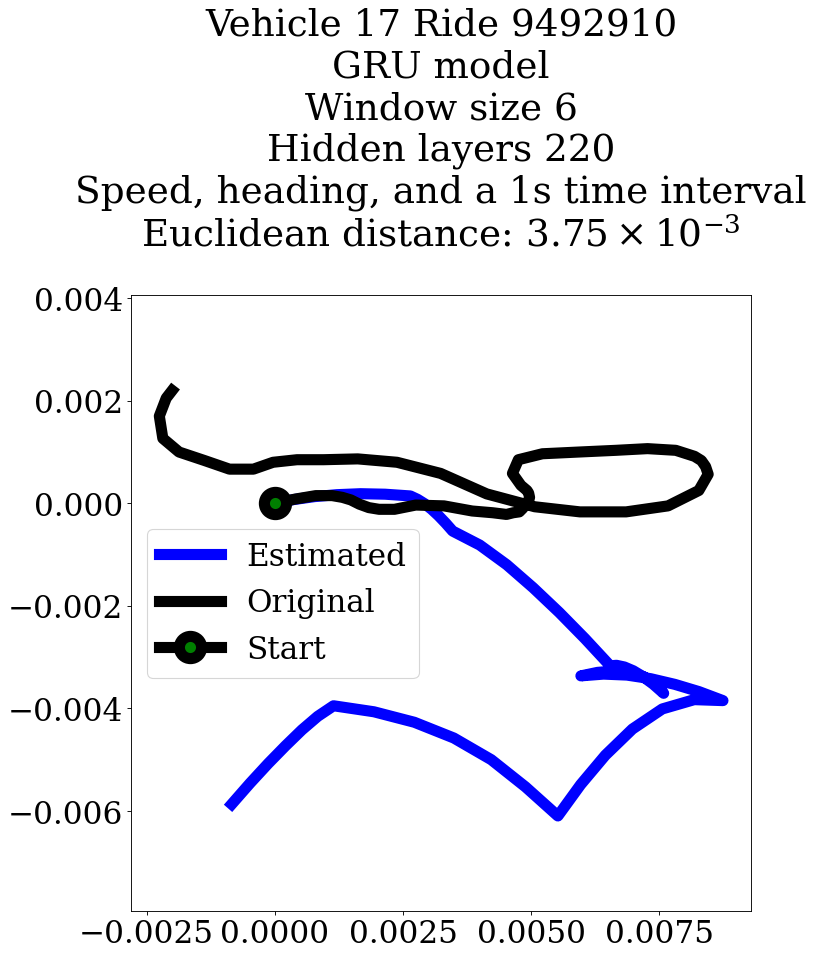 Vehicle 17 Ride 9492910
GRU model
Window size 6
Hidden layers 220
Speed, heading, and a 1s time interval
Euclidean distance: 3.75 × 10⁻³
0.004
0.002
0.000
−0.002
−0.004
−0.006
Estimated
Original
Start
−0.0025 0.0000 0.0025 0.0050 0.0075